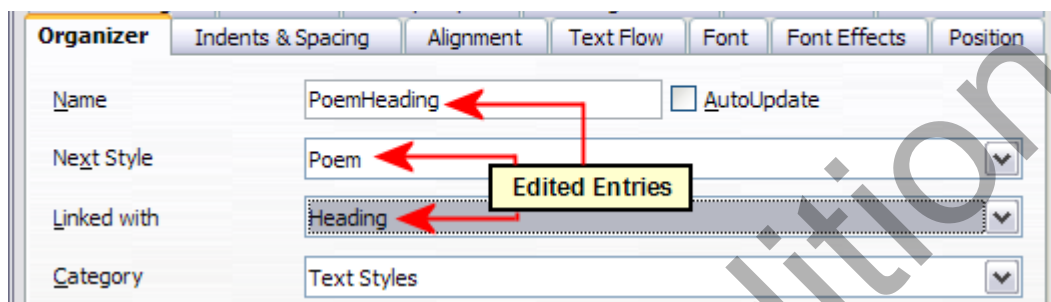 Organizer Indents & Spacing Alignment Text Flow Font Font Effects Position
Name PoemHeading AutoUpdate
Next Style Poem
Edited Entries
Linked with Heading
Category Text Styles